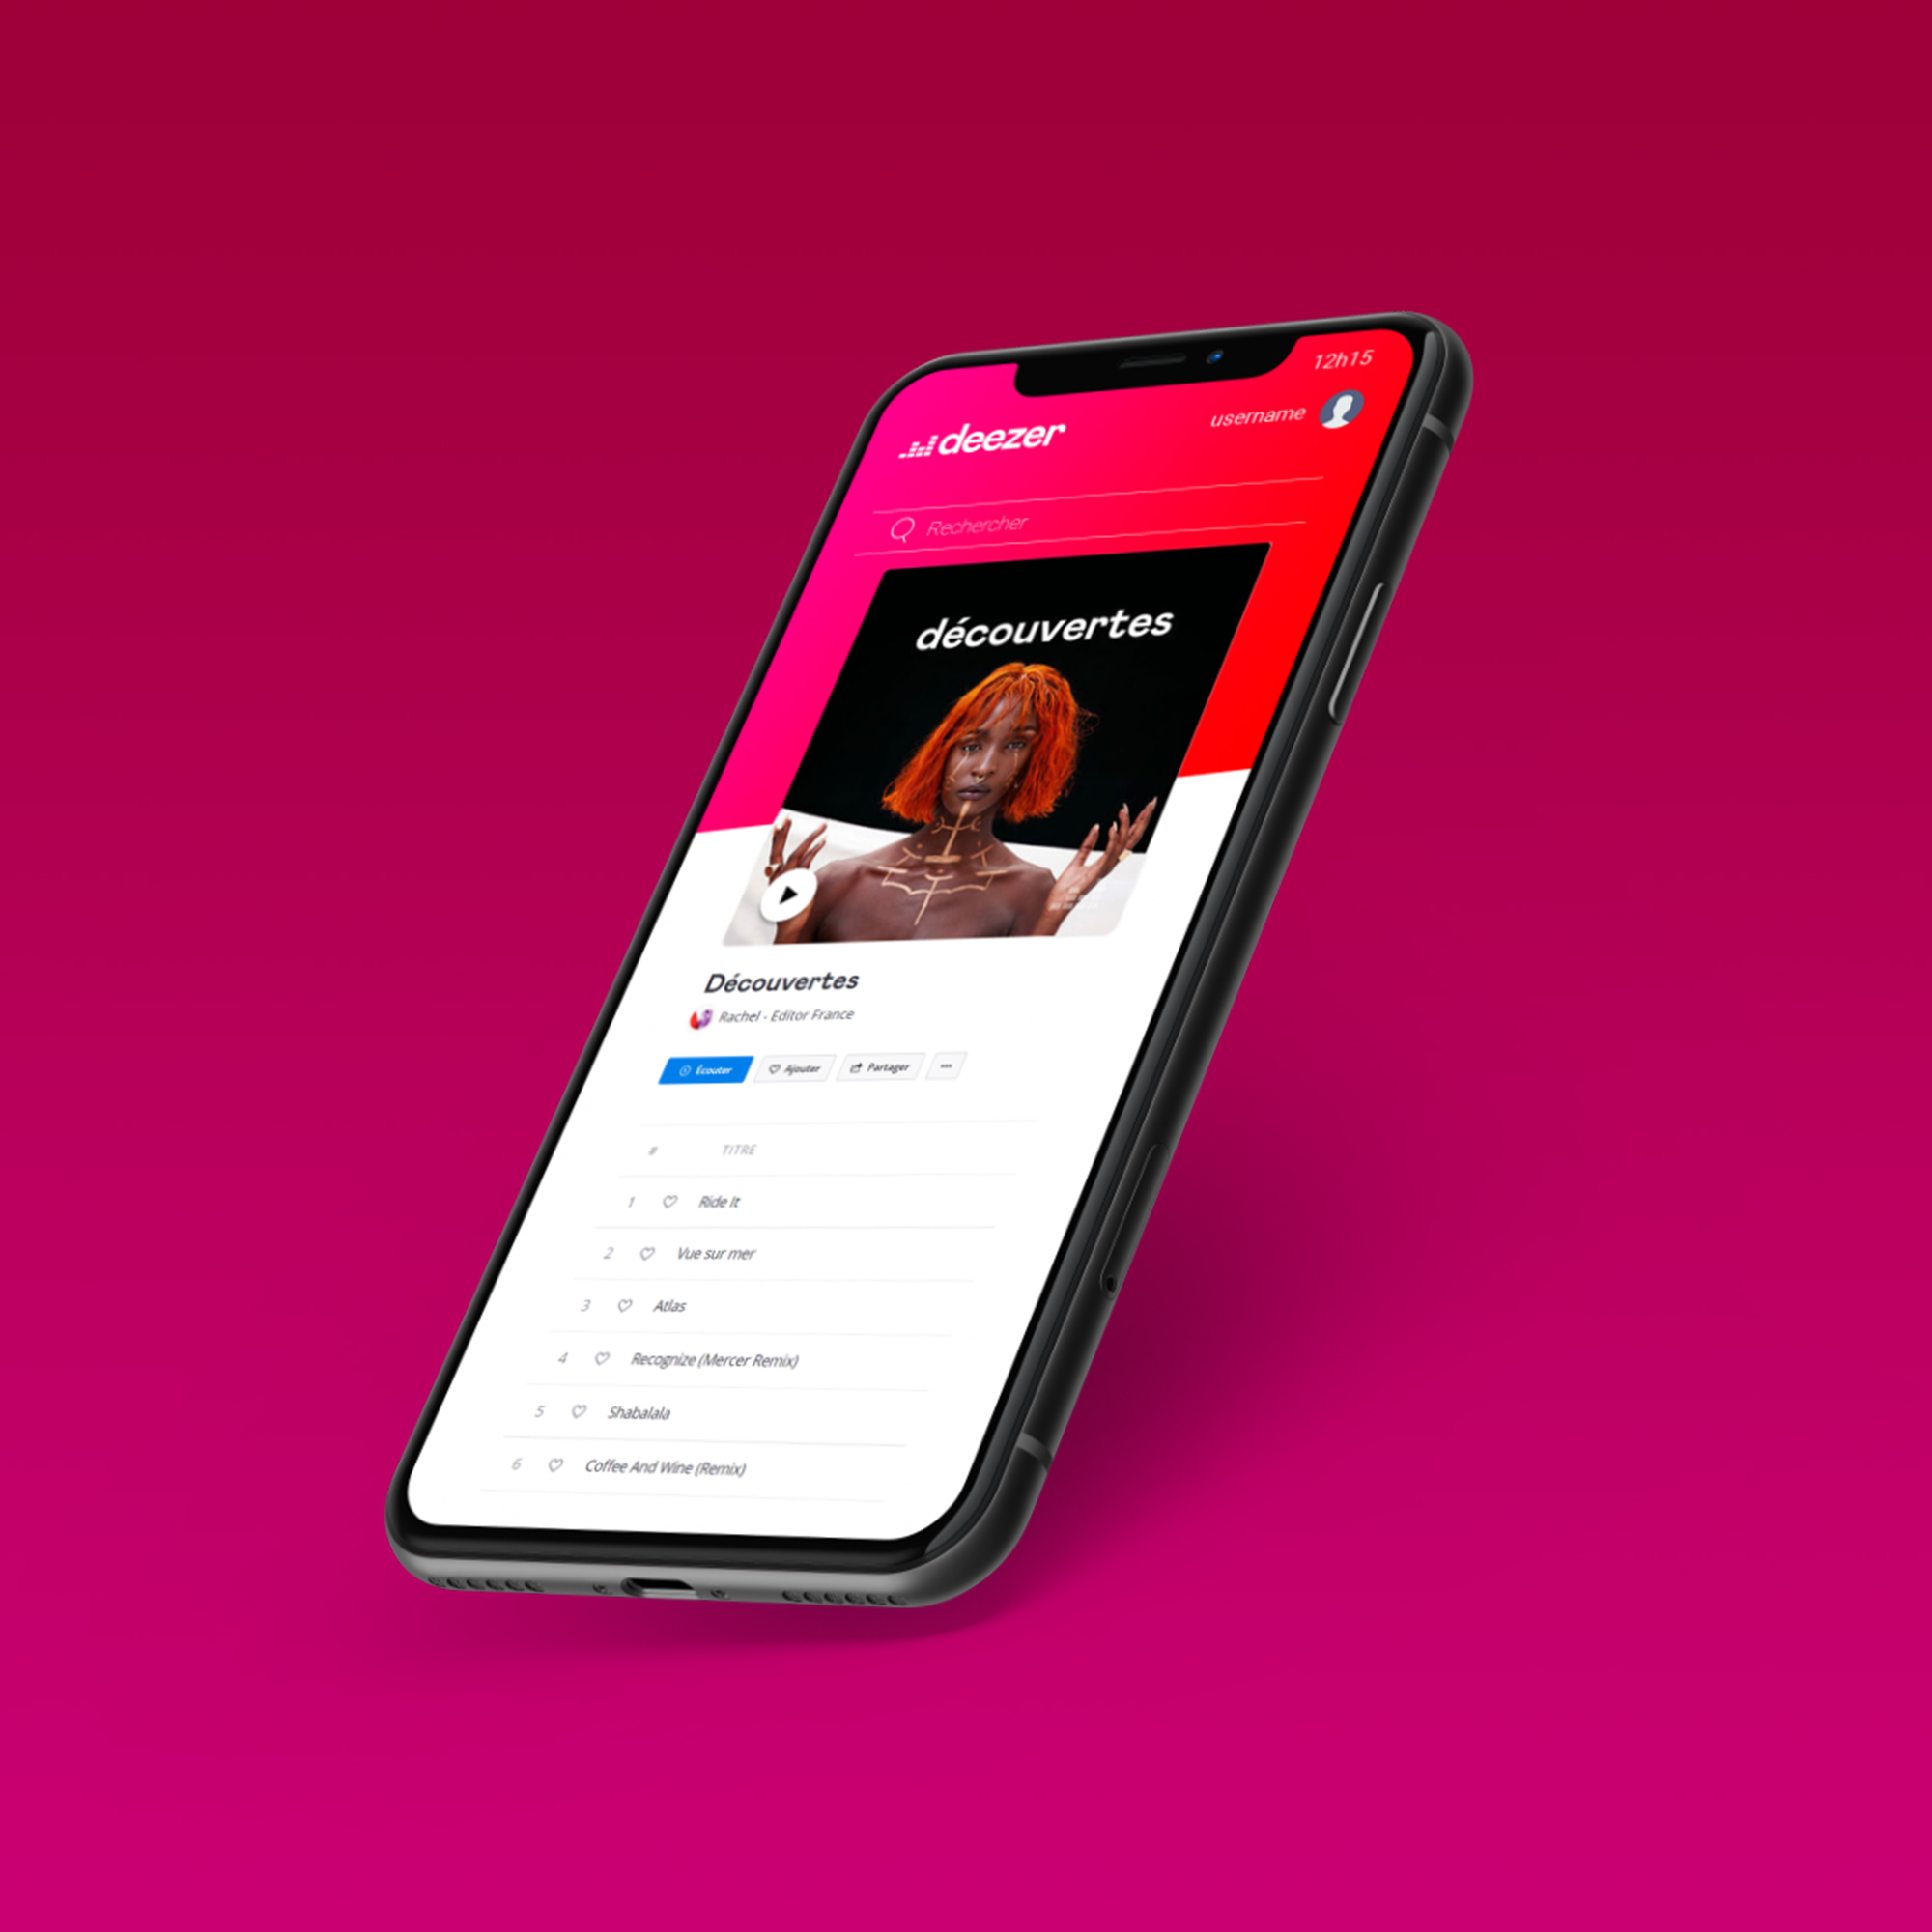 12h15
username
deezer
Rechercher
découvertes
Découvertes
Rachel - Editor France
Écouter
Ajouter
Partager
...
# TITRE
1 Ride It
2 Vue sur mer
3 Atlas
4 Recognize (Mercer Remix)
5 Shabalala
6 Coffee And Wine (Remix)